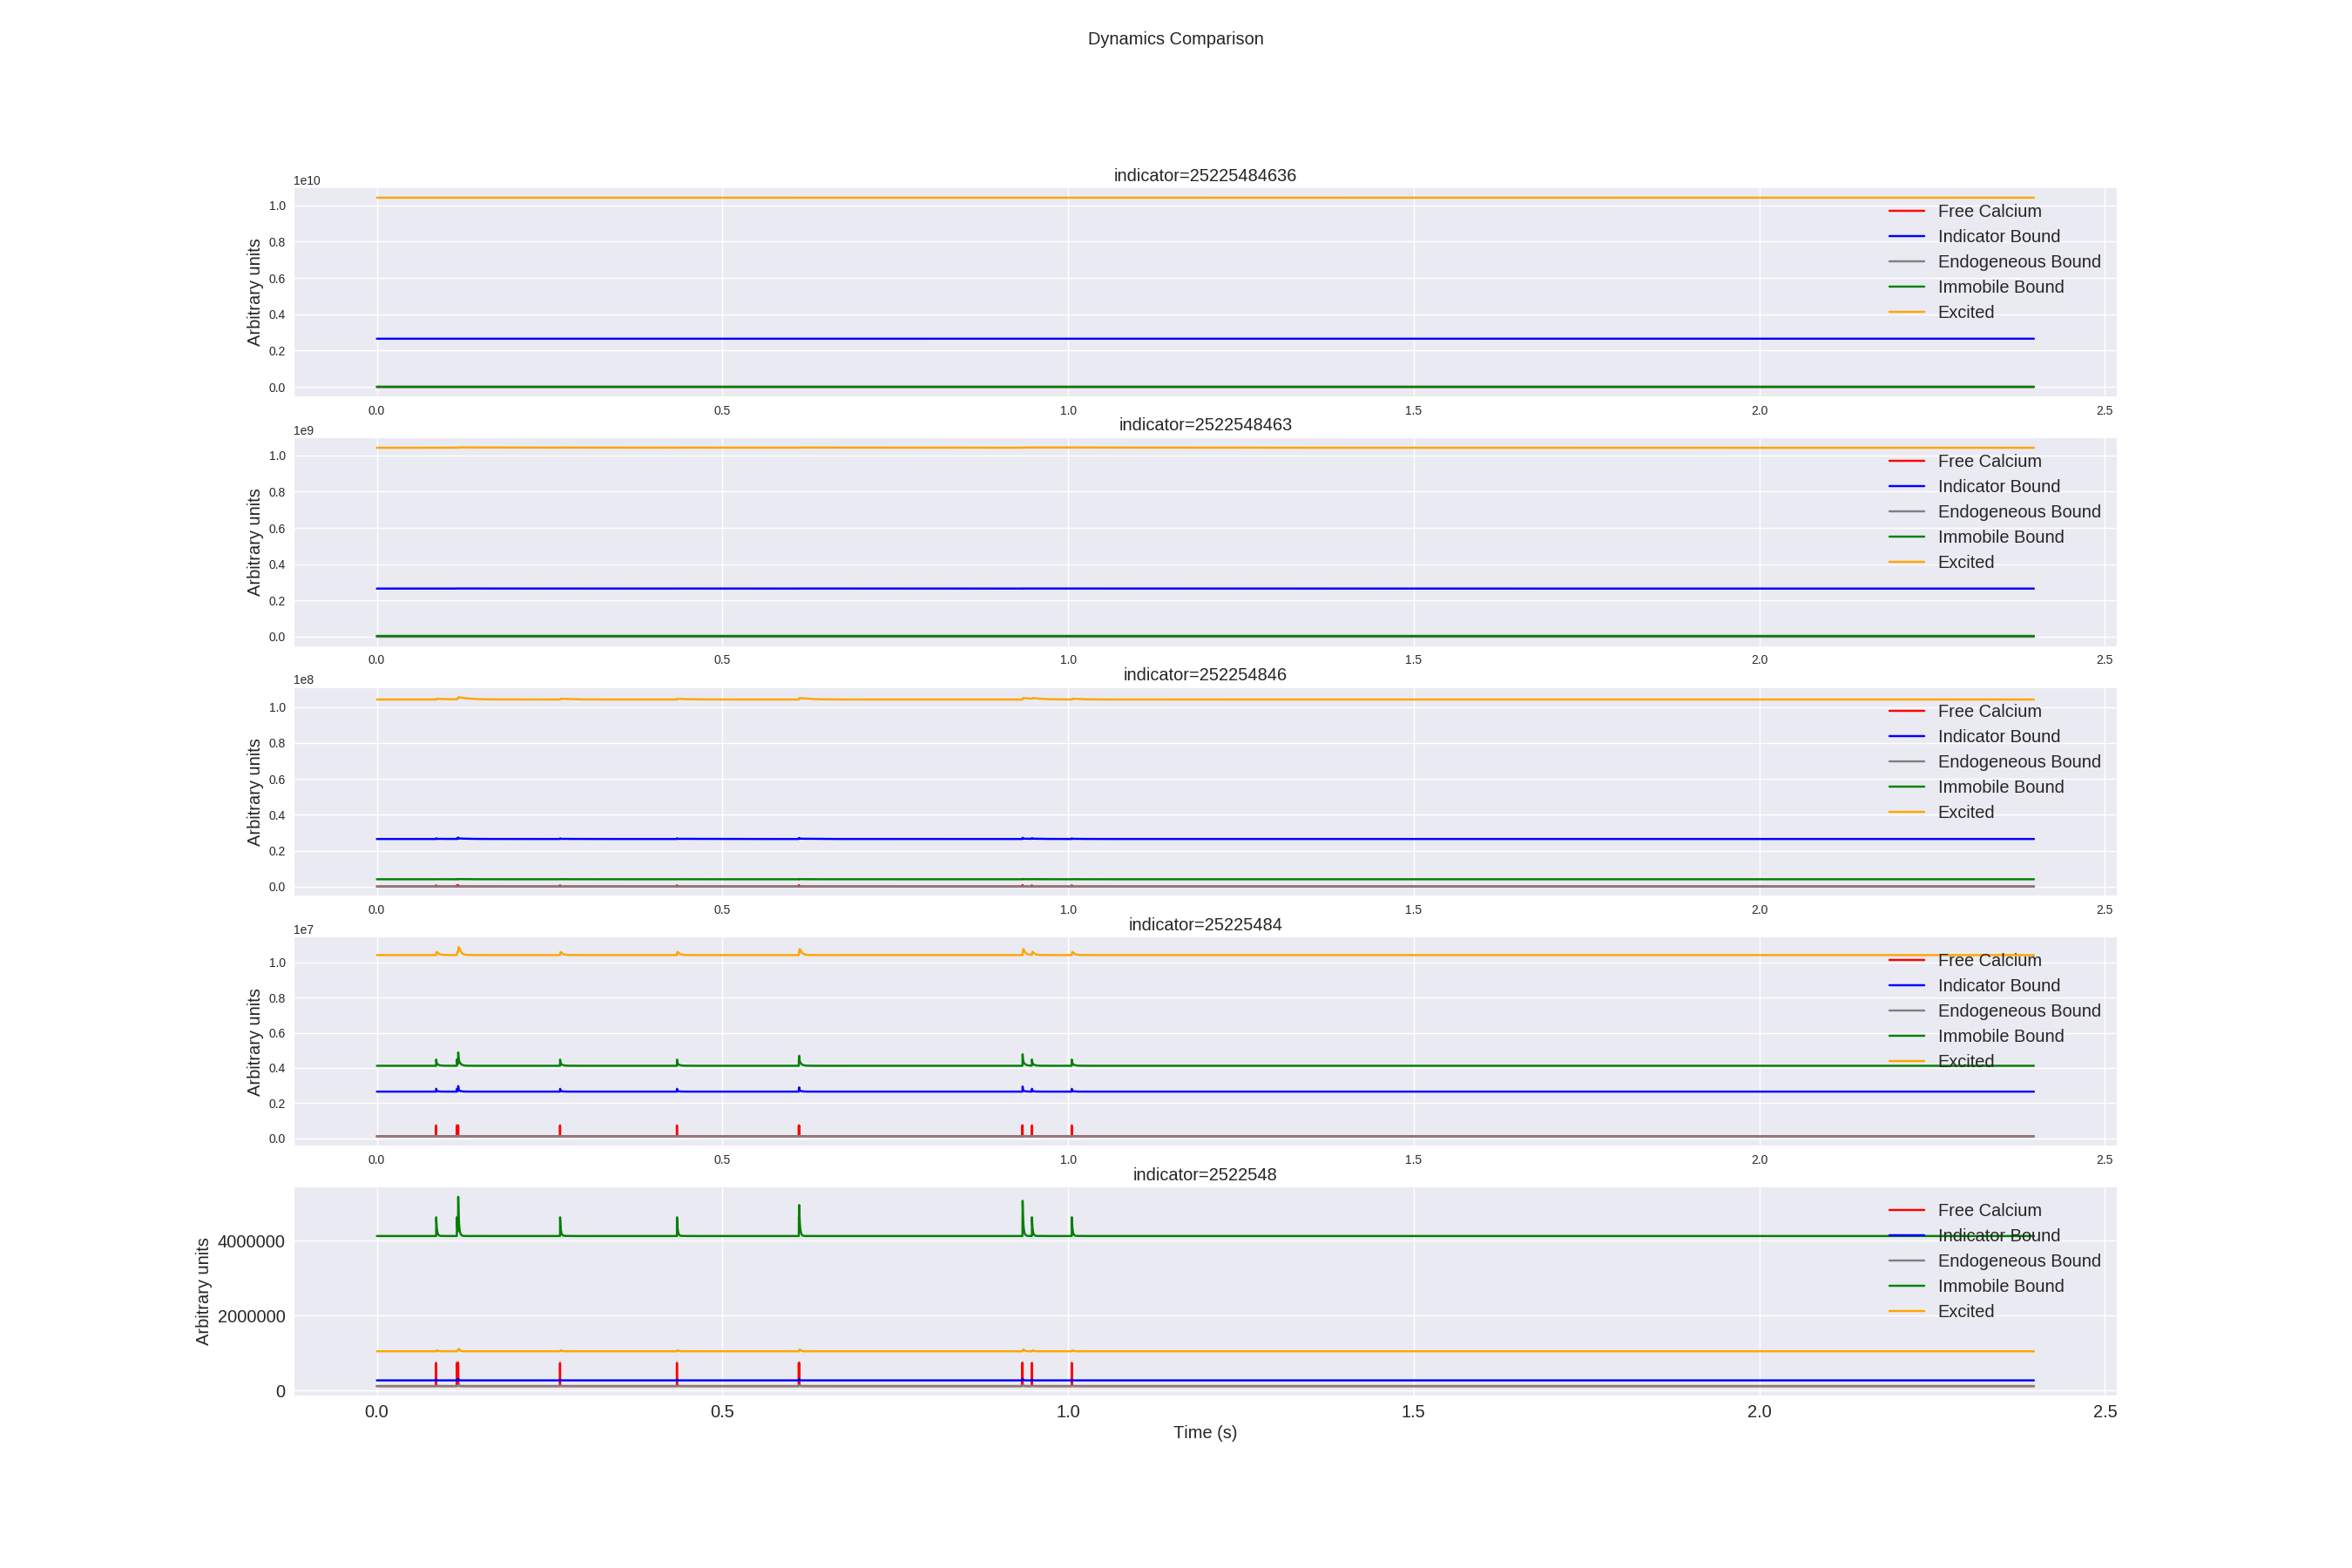 Dynamics Comparison
indicator=25225484636
1e10
1.0
0.8
0.6
0.4
0.2
0.0
Arbitrary units
Free Calcium
Indicator Bound
Endogeneous Bound
Immobile Bound
Excited
0.0 0.5 1.0 1.5 2.0 2.5
indicator=2522548463
1e9
1.0
0.8
0.6
0.4
0.2
0.0
Arbitrary units
Free Calcium
Indicator Bound
Endogeneous Bound
Immobile Bound
Excited
0.0 0.5 1.0 1.5 2.0 2.5
indicator=252254846
1e8
1.0
0.8
0.6
0.4
0.2
0.0
Arbitrary units
Free Calcium
Indicator Bound
Endogeneous Bound
Immobile Bound
Excited
0.0 0.5 1.0 1.5 2.0 2.5
indicator=25225484
1e7
1.0
0.8
0.6
0.4
0.2
0.0
Arbitrary units
Free Calcium
Indicator Bound
Endogeneous Bound
Immobile Bound
Excited
0.0 0.5 1.0 1.5 2.0 2.5
indicator=2522548
4000000
2000000
0
Arbitrary units
Free Calcium
Indicator Bound
Endogeneous Bound
Immobile Bound
Excited
0.0 0.5 1.0 1.5 2.0 2.5
Time (s)